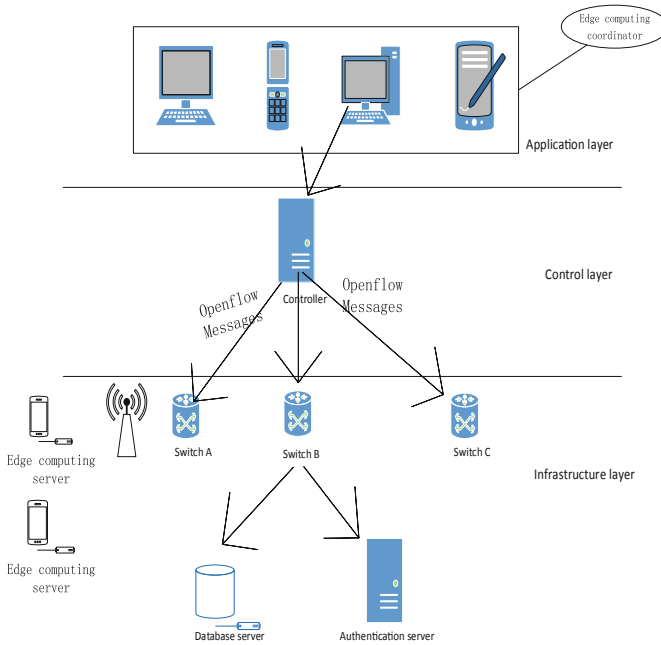 Edge computing
coordinator
Application layer
Control layer
Openflow
Messages
Controller
Openflow
Messages
Switch A
Switch B
Switch C
Edge computing
server
Infrastructure layer
Edge computing
server
Database server
Authentication server